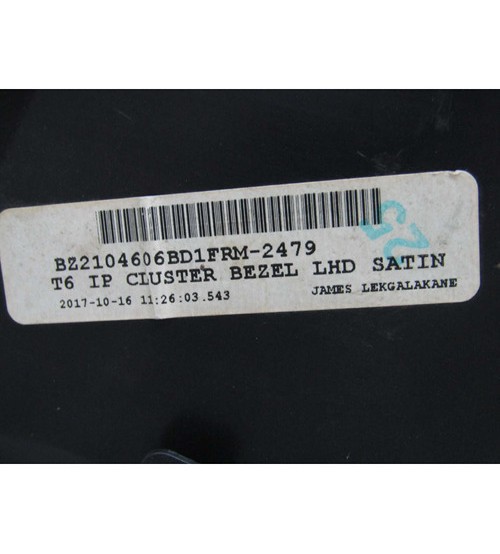 BZ2104606BD1FRM-2479
T6 IP CLUSTER BEZEL LHD SATIN
2017-10-16 11:26:03.543 JAMES LEKGALAKANE